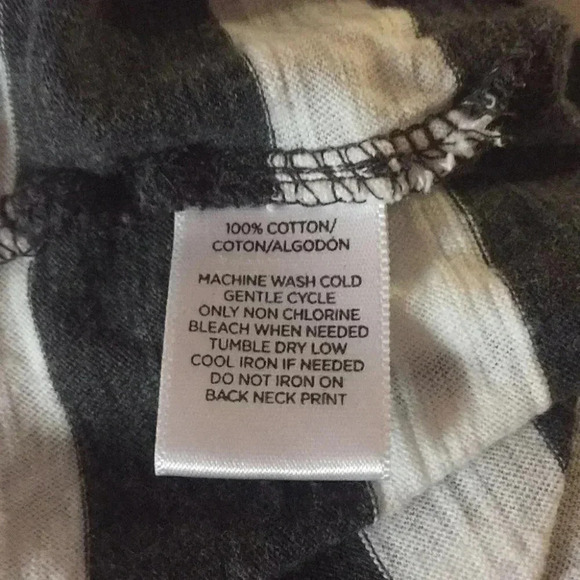 100% COTTON/
COTON/ALGODÓN
MACHINE WASH COLD
GENTLE CYCLE
ONLY NON CHLORINE
BLEACH WHEN NEEDED
TUMBLE DRY LOW
COOL IRON IF NEEDED
DO NOT IRON ON
BACK NECK PRINT